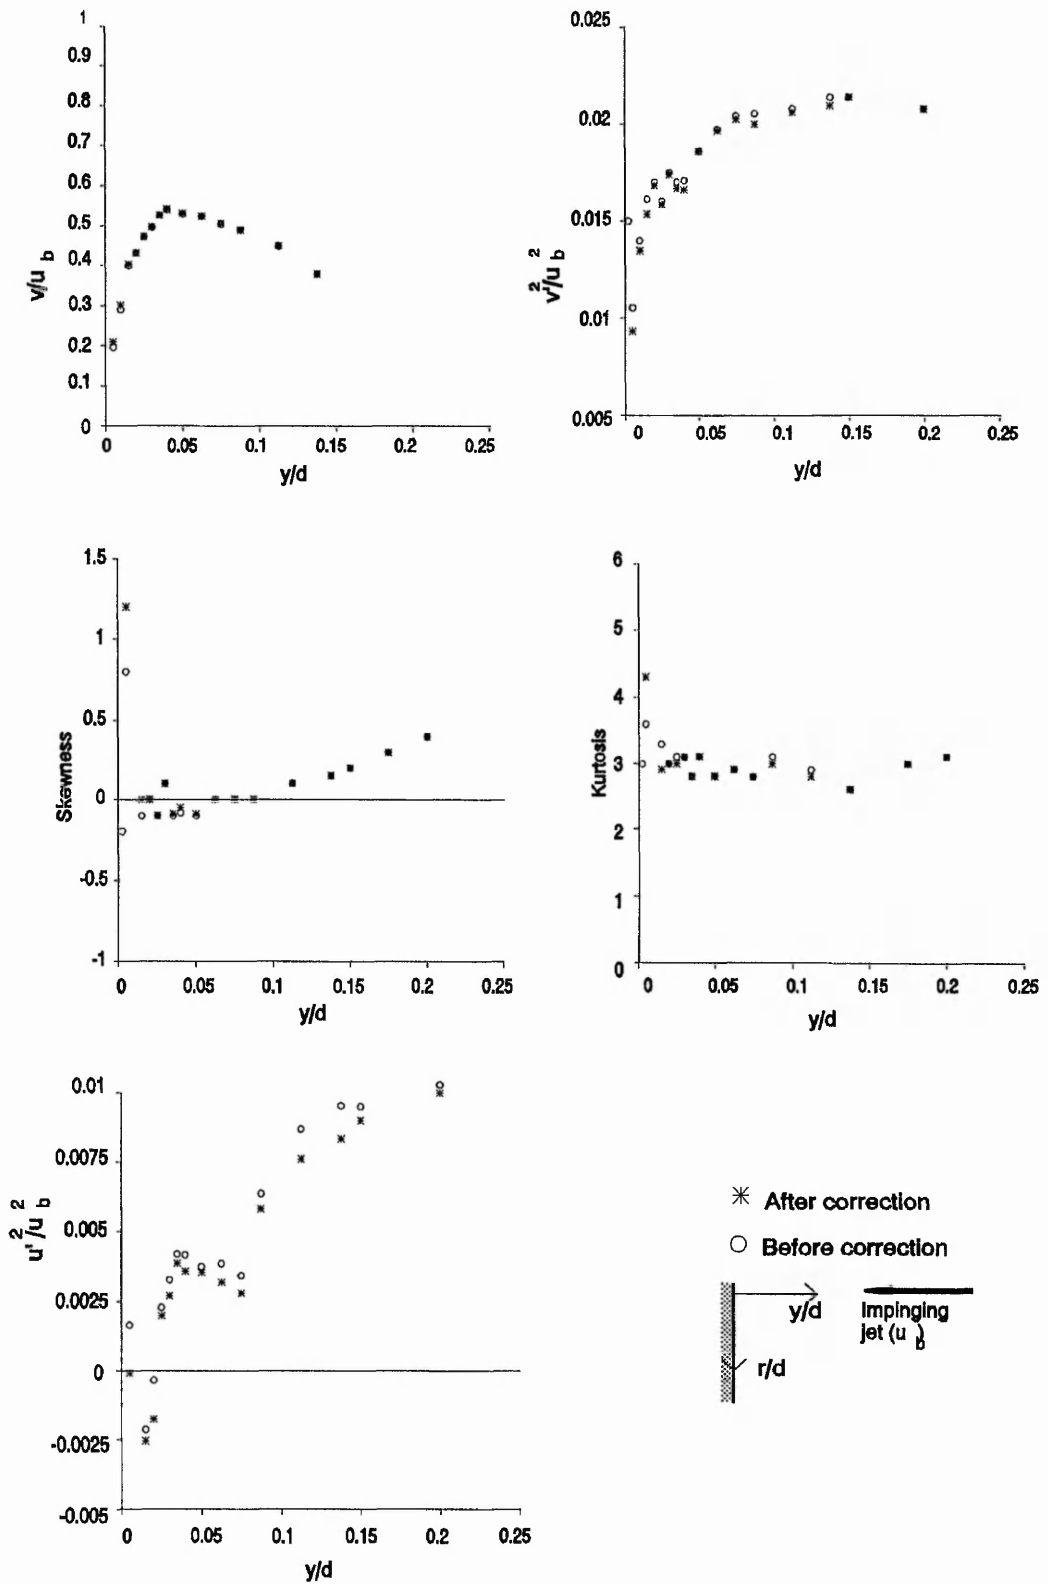 1
0.9
0.8
0.7
0.6
0.5
0.4
0.3
0.2
0.1
0
v/u b
0 0.05 0.1 0.15 0.2 0.25
y/d
0.025
0.02
0.015
0.01
0.005
v'2/u b 2
0 0.05 0.1 0.15 0.2 0.25
y/d
1.5
1
0.5
0
-0.5
-1
Skewness
0 0.05 0.1 0.15 0.2 0.25
y/d
6
5
4
3
2
1
0
Kurtosis
0 0.05 0.1 0.15 0.2 0.25
y/d
0.01
0.0075
0.005
0.0025
0
-0.0025
-0.005
u'2/u b 2
0 0.05 0.1 0.15 0.2 0.25
y/d
After correction
Before correction
y/d
Impinging
jet (u b)
r/d